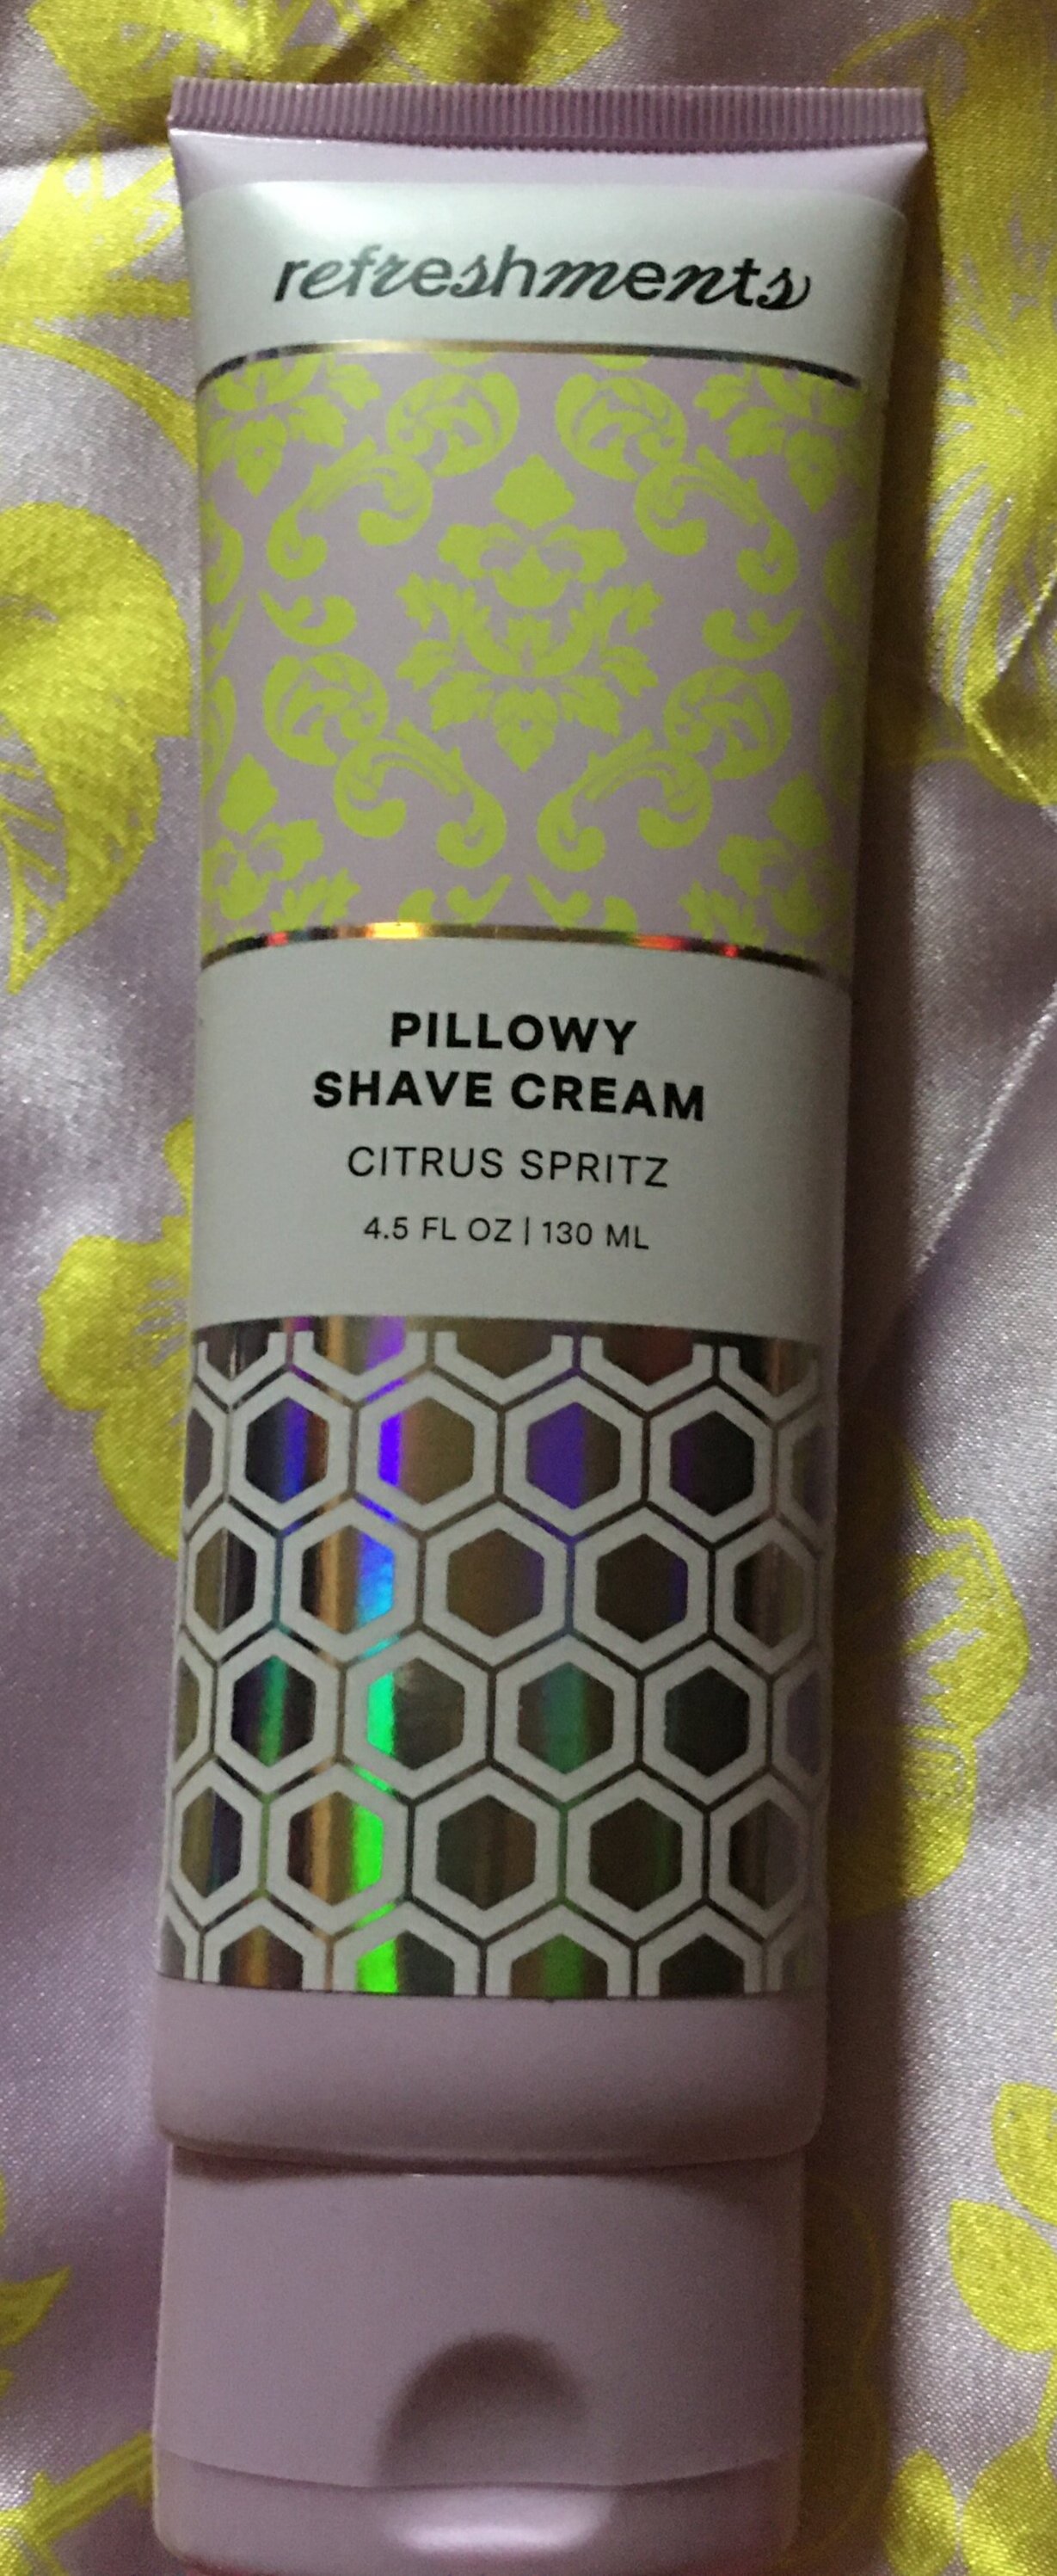 refreshments
PILLOWY
SHAVE CREAM
CITRUS SPRITZ
4.5 FL OZ | 130 ML